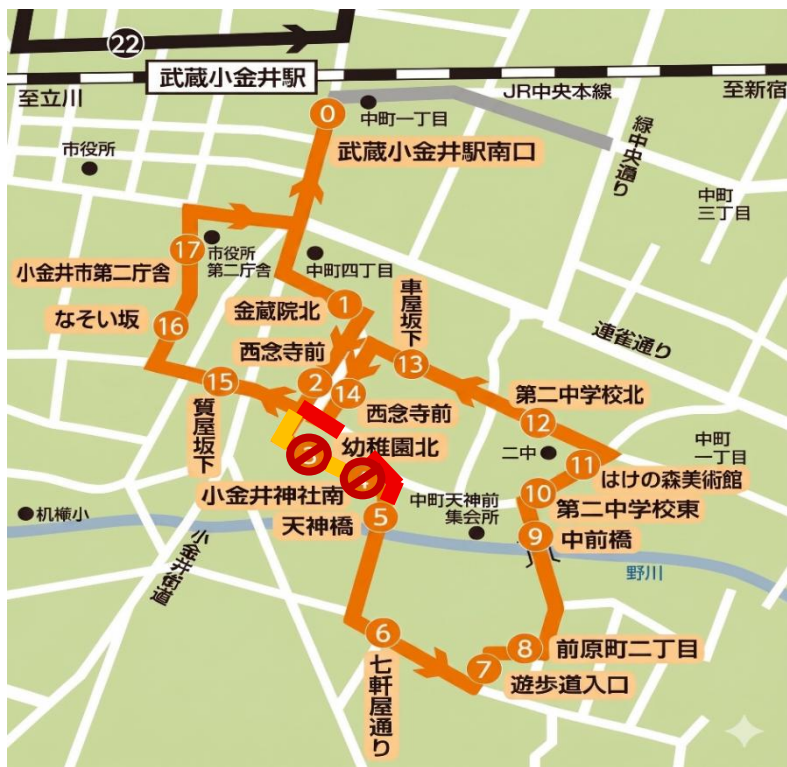 22
武蔵小金井駅
至立川
JR中央本線
至新宿
0
中町一丁目
武蔵小金井駅南口
緑中央通り
市役所
中町
三丁目
17
市役所
第二庁舎
小金井市第二庁舎
中町四丁目
車屋坂下
金蔵院北
1
なそい坂
16
連雀通り
西念寺前
13
2
15
14
第二中学校北
質屋坂下
西念寺前
12
中町
一丁目
幼稚園北
二中
11
はけの森美術館
小金井神社南
10
第二中学校東
天神橋
5
中町天神前
集会所
9
中前橋
小金井街道
野川
6
8
前原町二丁目
7
遊歩道入口
七軒屋通り